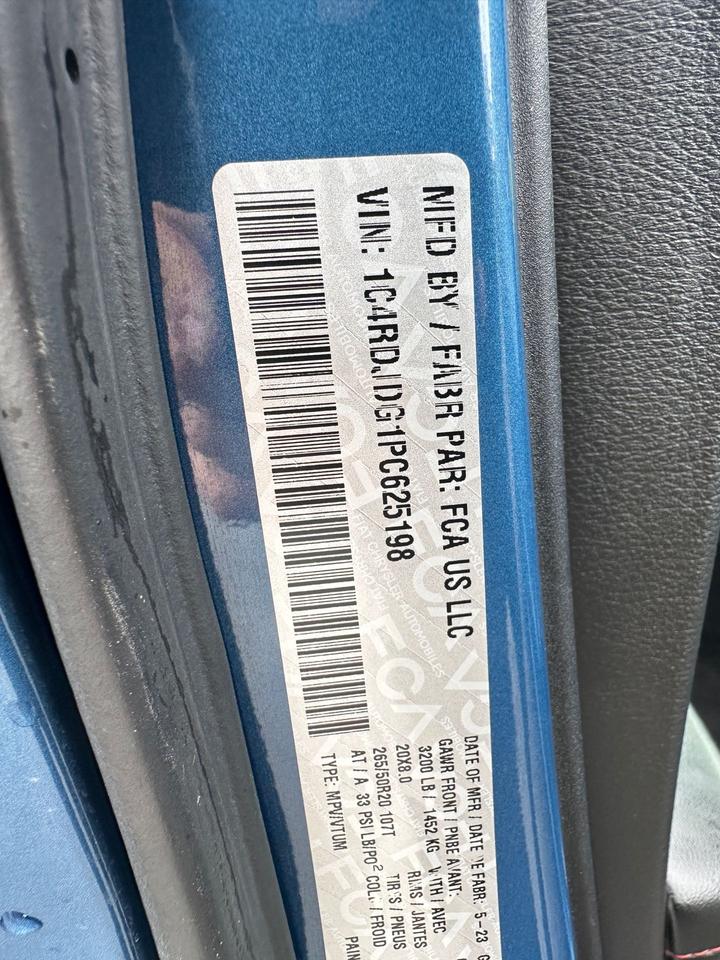 MFD BY / FABR PAR: FCA US LLC
VIN: 1C4RDJDG1PC625198
DATE OF MFR / DATE DE FABR: 5-23
GAWR FRONT / PNBE AVANT:
3200 LB / 1452 KG WITH / AVEC
20X8.0 RIMS / JANTES
265/50R20 107T TIRES / PNEUS
AT / A 33 PSI/LB/PO² COLD / FROID
TYPE: MPV/VTUM